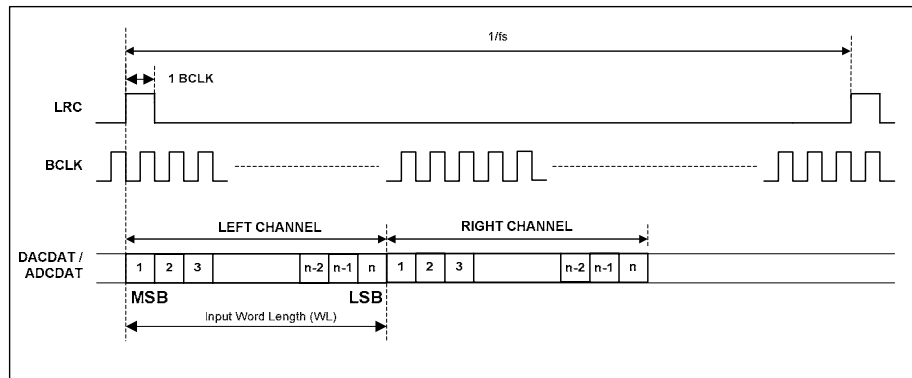 1/fs
1 BCLK
LRC
BCLK
LEFT CHANNEL
RIGHT CHANNEL
DACDAT /
ADCDAT
1 2 3 n-2 n-1 n 1 2 3 n-2 n-1 n
MSB LSB
Input Word Length (WL)